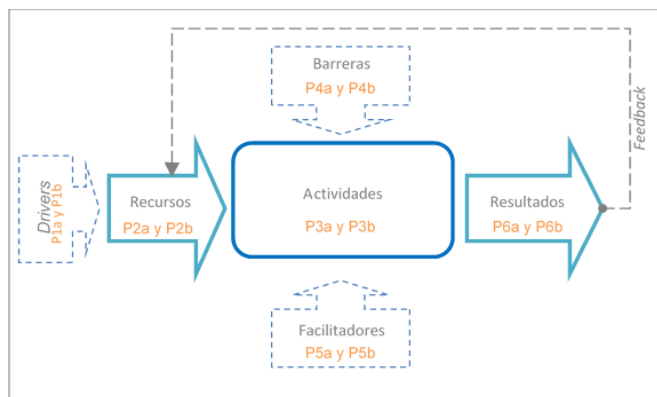 Barreras
P4a y P4b
Feedback
Drivers
P1a y P1b
Recursos
P2a y P2b
Actividades
P3a y P3b
Resultados
P6a y P6b
Facilitadores
P5a y P5b